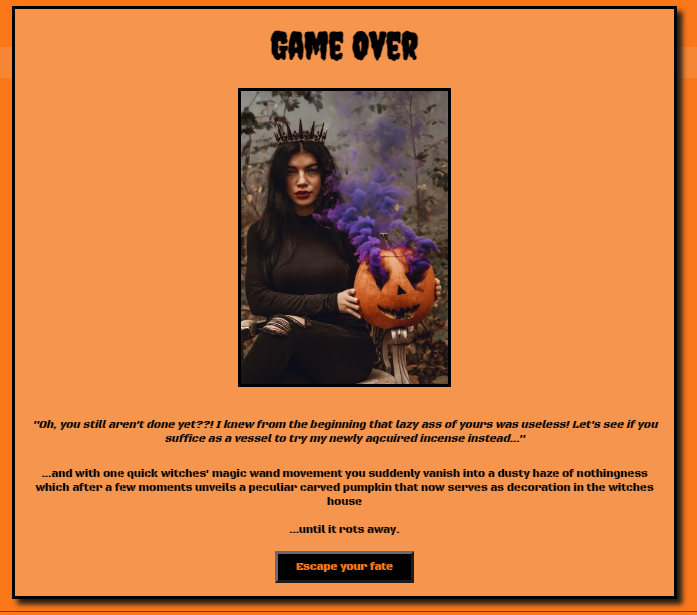 GAME OVER
"Oh, you still aren't done yet??! I knew from the beginning that lazy ass of yours was useless! Let's see if you
suffice as a vessel to try my newly aqcuired incense instead..."
...and with one quick witches' magic wand movement you suddenly vanish into a dusty haze of nothingness
which after a few moments unveils a peculiar carved pumpkin that now serves as decoration in the witches
house
...until it rots away.
Escape your fate